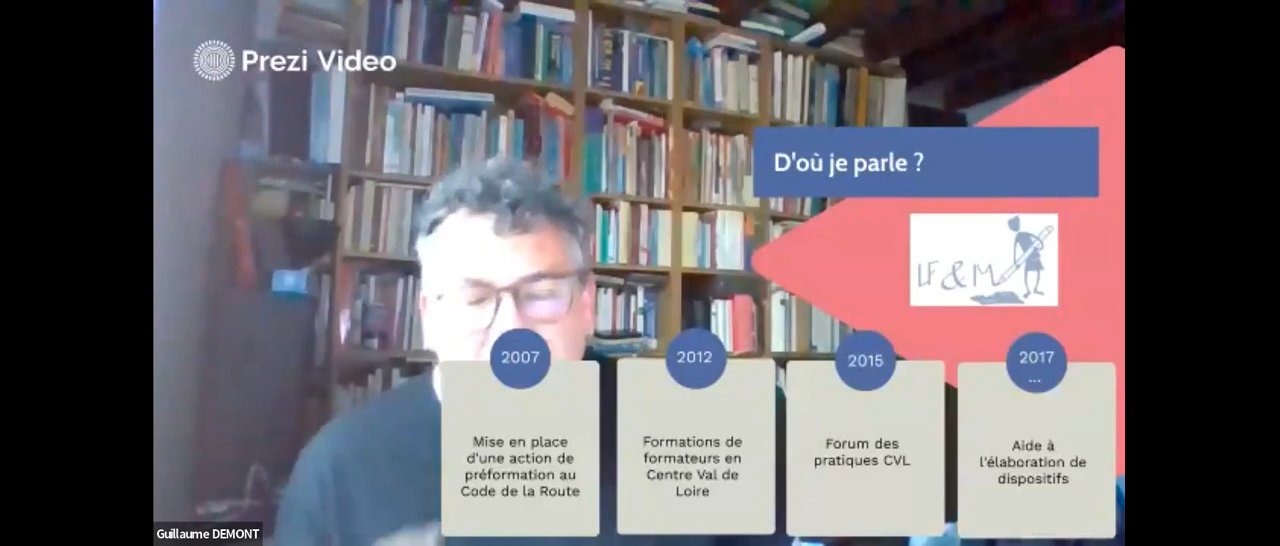 Prezi Video
D'où je parle ?
LF & M
2007
2012
2015
2017
...
Mise en place
d'une action de
préformation au
Code de la Route
Formations de
formateurs en
Centre Val de
Loire
Forum des
pratiques CVL
Aide à
l'élaboration de
dispositifs
Guillaume DEMONT